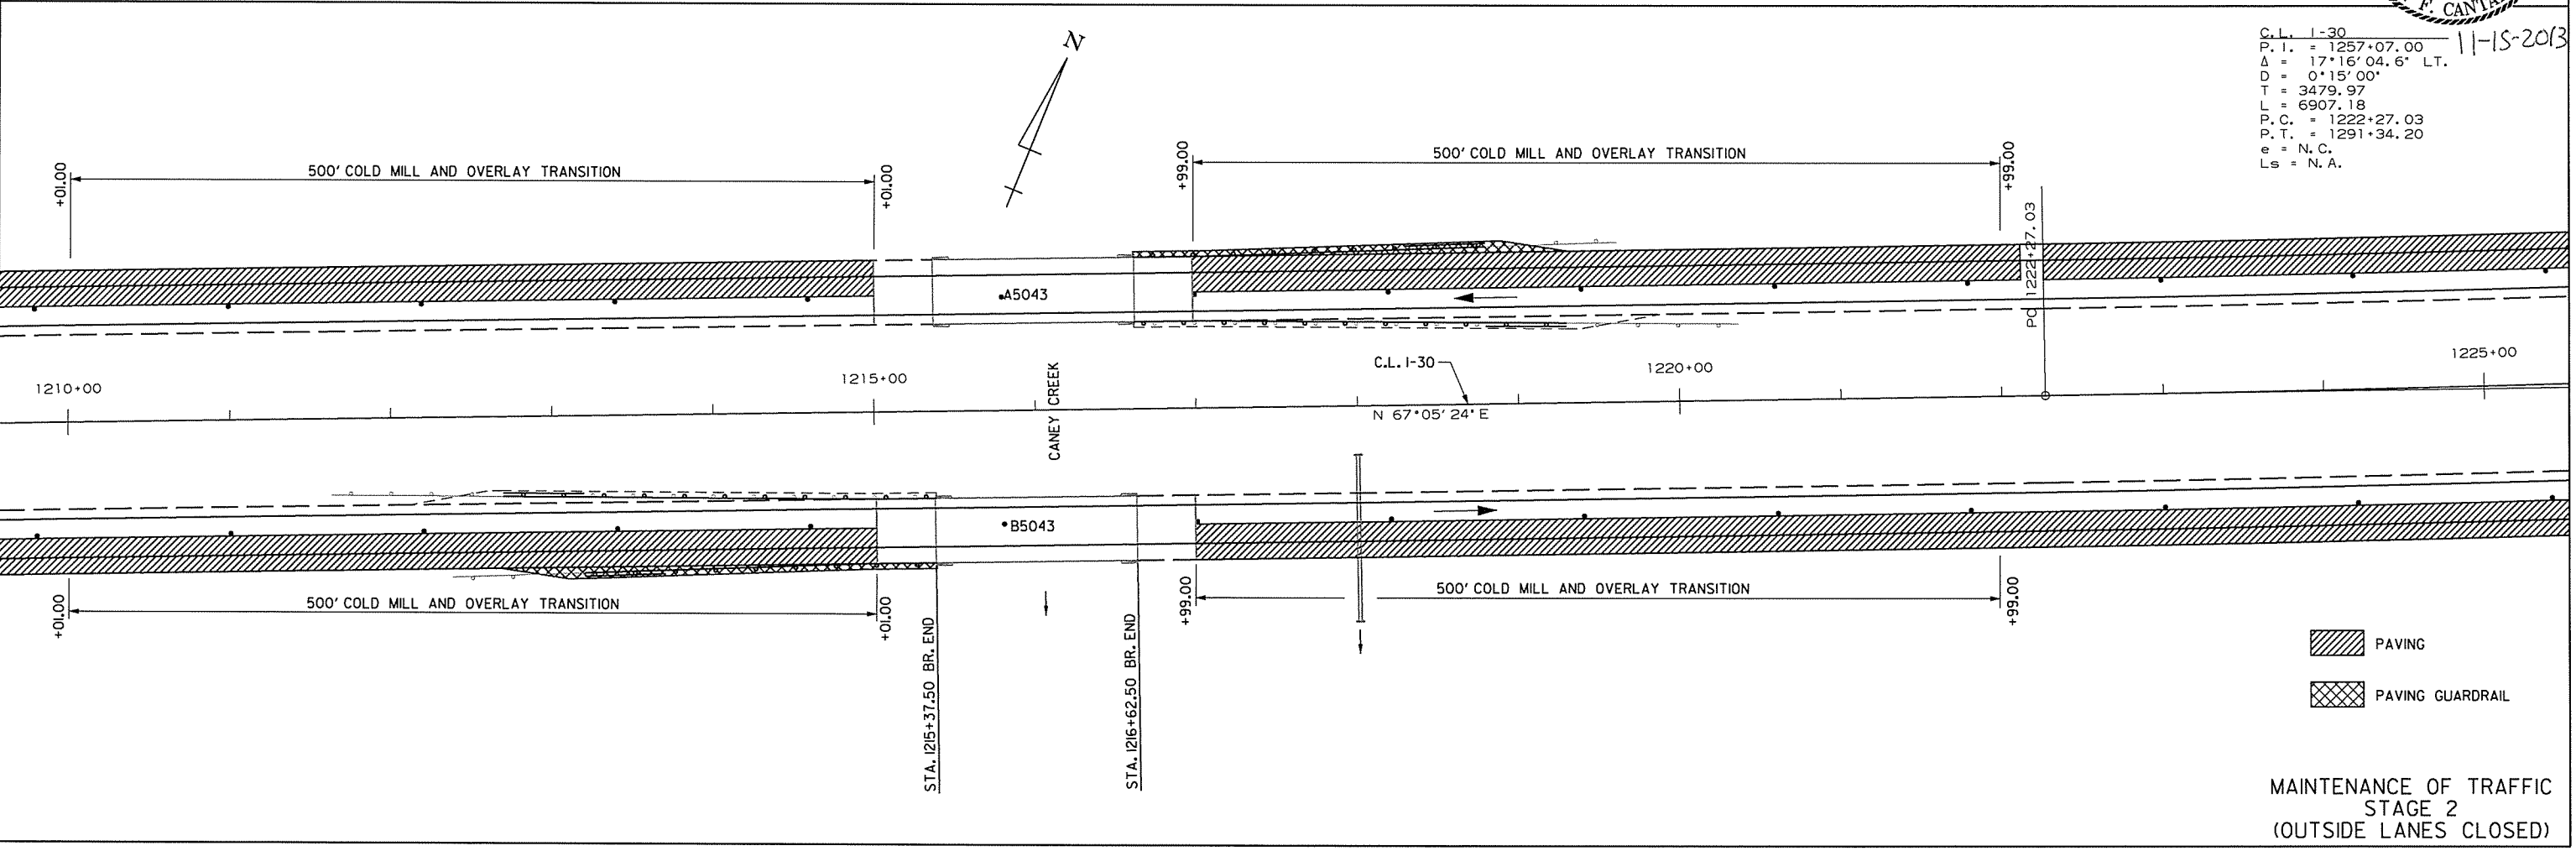 F. CANTA
11-15-2013
C.L. I-30
P.I. = 1257+07.00
Δ = 17°16'04.6" LT.
D = 0°15'00"
T = 3479.97
L = 6907.18
P.C. = 1222+27.03
P.T. = 1291+34.20
e = N.C.
Ls = N.A.
N
+01.00
500' COLD MILL AND OVERLAY TRANSITION
+01.00
+99.00
500' COLD MILL AND OVERLAY TRANSITION
+99.00
PC 1222+27.03
A5043
1210+00
1215+00
CANEY CREEK
C.L. I-30
1220+00
1225+00
N 67°05'24" E
B5043
+01.00
500' COLD MILL AND OVERLAY TRANSITION
+01.00
STA. 1215+37.50 BR. END
STA. 1216+62.50 BR. END
+99.00
500' COLD MILL AND OVERLAY TRANSITION
+99.00
PAVING
PAVING GUARDRAIL
MAINTENANCE OF TRAFFIC
STAGE 2
(OUTSIDE LANES CLOSED)